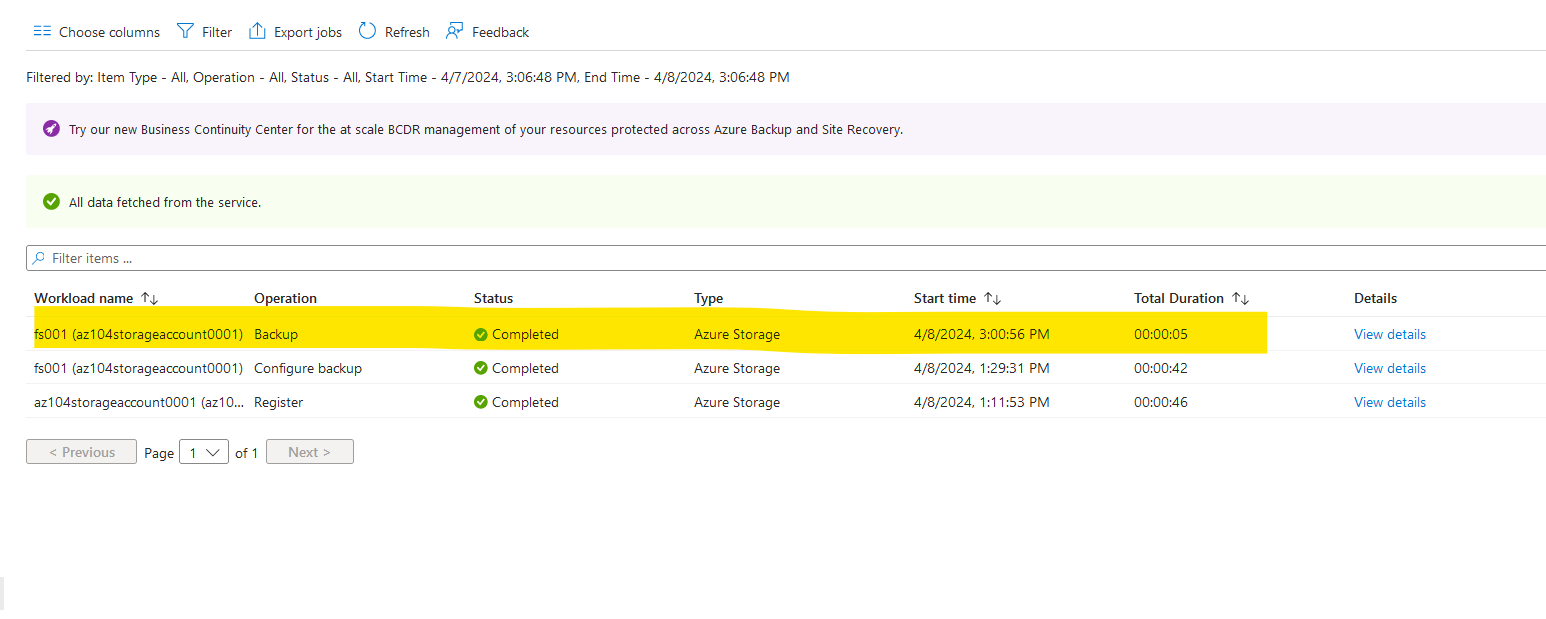 Choose columns Filter Export jobs Refresh Feedback
Filtered by: Item Type - All, Operation - All, Status - All, Start Time - 4/7/2024, 3:06:48 PM, End Time - 4/8/2024, 3:06:48 PM
Try our new Business Continuity Center for the at scale BCDR management of your resources protected across Azure Backup and Site Recovery.
All data fetched from the service.
Filter items ...
Workload name Operation Status Type Start time Total Duration Details
fs001 (az104storageaccount0001) Backup Completed Azure Storage 4/8/2024, 3:00:56 PM 00:00:05 View details
fs001 (az104storageaccount0001) Configure backup Completed Azure Storage 4/8/2024, 1:29:31 PM 00:00:42 View details
az104storageaccount0001 (az10... Register Completed Azure Storage 4/8/2024, 1:11:53 PM 00:00:46 View details
< Previous Page 1 of 1 Next >